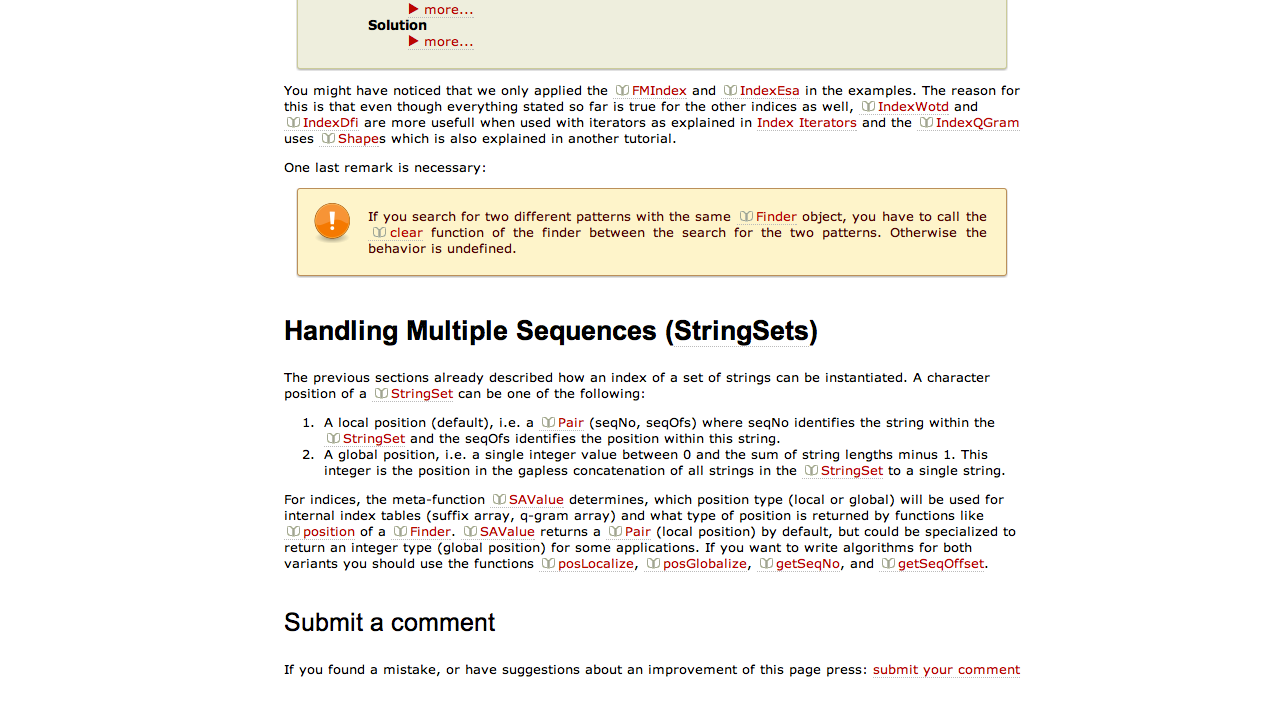 more...
Solution
more...
You might have noticed that we only applied the FMIndex and IndexEsa in the examples. The reason for
this is that even though everything stated so far is true for the other indices as well, IndexWotd and
IndexDfi are more usefull when used with iterators as explained in Index Iterators and the IndexQGram
uses Shapes which is also explained in another tutorial.
One last remark is necessary:
If you search for two different patterns with the same Finder object, you have to call the
clear function of the finder between the search for the two patterns. Otherwise the
behavior is undefined.
Handling Multiple Sequences (StringSets)
The previous sections already described how an index of a set of strings can be instantiated. A character
position of a StringSet can be one of the following:
1. A local position (default), i.e. a Pair (seqNo, seqOfs) where seqNo identifies the string within the
StringSet and the seqOfs identifies the position within this string.
2. A global position, i.e. a single integer value between 0 and the sum of string lengths minus 1. This
integer is the position in the gapless concatenation of all strings in the StringSet to a single string.
For indices, the meta-function SAValue determines, which position type (local or global) will be used for
internal index tables (suffix array, q-gram array) and what type of position is returned by functions like
position of a Finder. SAValue returns a Pair (local position) by default, but could be specialized to
return an integer type (global position) for some applications. If you want to write algorithms for both
variants you should use the functions posLocalize, posGlobalize, getSeqNo, and getSeqOffset.
Submit a comment
If you found a mistake, or have suggestions about an improvement of this page press: submit your comment